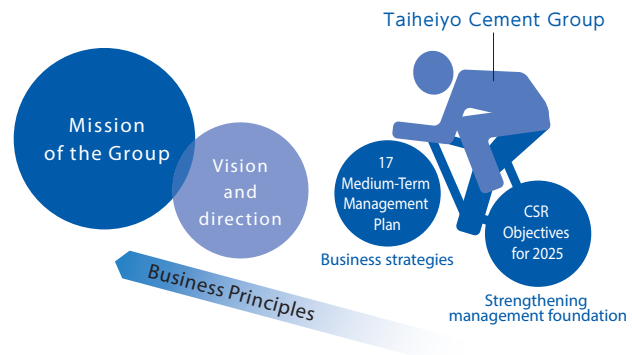 Taiheiyo Cement Group
Mission
of the Group
Vision
and
direction
17
Medium-Term
Management
Plan
Business strategies
CSR
Objectives
for 2025
Strengthening
management foundation
Business Principles